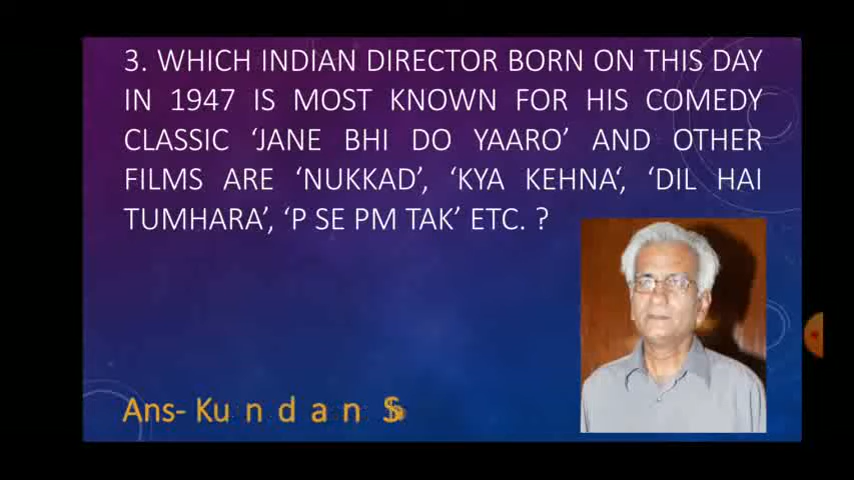 3. WHICH INDIAN DIRECTOR BORN ON THIS DAY
IN 1947 IS MOST KNOWN FOR HIS COMEDY
CLASSIC ‘JANE BHI DO YAARO’ AND OTHER
FILMS ARE ‘NUKKAD’, ‘KYA KEHNA‘, ‘DIL HAI
TUMHARA’, ‘P SE PM TAK’ ETC. ?
Ans- Kundan